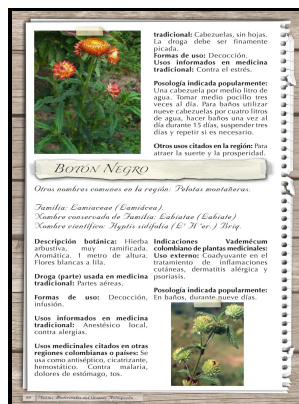 tradicional: Cabezuelas, sin hojas.
La droga debe ser finamente
picada.
Formas de uso: Decocción.
Usos informados en medicina
tradicional: Contra el estrés.
Posología indicada popularmente:
Una cabezuela por medio litro de
agua. Tomar medio pocillo tres
veces al día. Para baños utilizar
nueve cabezuelas por cuatro litros
de agua, hacer baños una vez al
día durante 15 días, suspender tres
días y repetir si es necesario.
Otros usos citados en la región: Para
atraer la suerte y la prosperidad.
BOTÓN NEGRO
Otros nombres comunes en la región: Pelotas montañeras.
Familia: Lamiaceae (Lamidcea).
Nombre conservado de Familia: Labiatae (Labiate)
Nombre científico: Hyptis sidifolia (L' H 'er.) Briq.
Descripción botánica: Hierba
arbustiva, muy ramificada.
Aromática. 1 metro de altura.
Flores blancas a lila.
Droga (parte) usada en medicina
tradicional: Partes aéreas.
Formas de uso: Decocción,
infusión.
Usos informados en medicina
tradicional: Anestésico local,
contra alergias.
Usos medicinales citados en otras
regiones colombianas o países: Se
usa como antiséptico, cicatrizante,
hemostático. Contra malaria,
dolores de estómago, tos.
Indicaciones Vademécum
colombiano de plantas medicinales:
Uso externo: Coadyuvante en el
tratamiento de inflamaciones
cutáneas, dermatitis alérgica y
psoriasis.
Posología indicada popularmente:
En baños, durante nueve días.